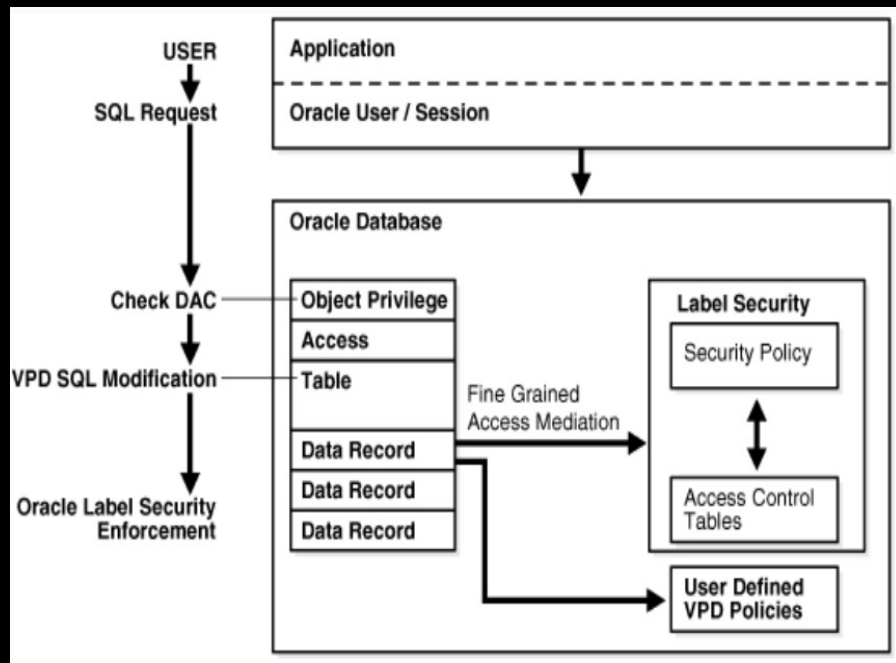 USER
SQL Request
Check DAC
VPD SQL Modification
Oracle Label Security
Enforcement
Application
Oracle User / Session
Oracle Database
Object Privilege
Access
Table
Data Record
Data Record
Data Record
Fine Grained
Access Mediation
Label Security
Security Policy
Access Control
Tables
User Defined
VPD Policies